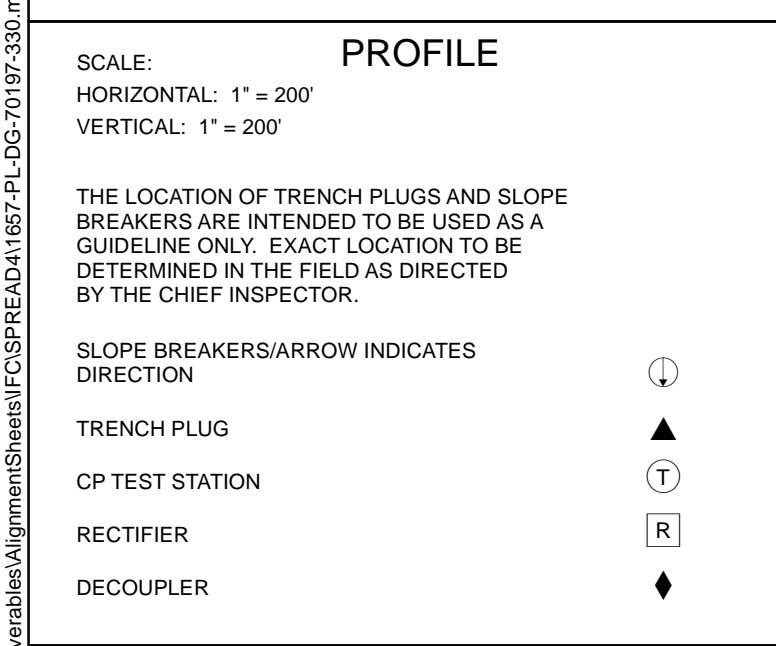 verables\AlignmentSheets\IFC\SPREAD4\1657-PL-DG-70197-330.m
PROFILE
SCALE:
HORIZONTAL: 1" = 200'
VERTICAL: 1" = 200'
THE LOCATION OF TRENCH PLUGS AND SLOPE
BREAKERS ARE INTENDED TO BE USED AS A
GUIDELINE ONLY. EXACT LOCATION TO BE
DETERMINED IN THE FIELD AS DIRECTED
BY THE CHIEF INSPECTOR.
SLOPE BREAKERS/ARROW INDICATES
DIRECTION
TRENCH PLUG
CP TEST STATION T
RECTIFIER R
DECOUPLER